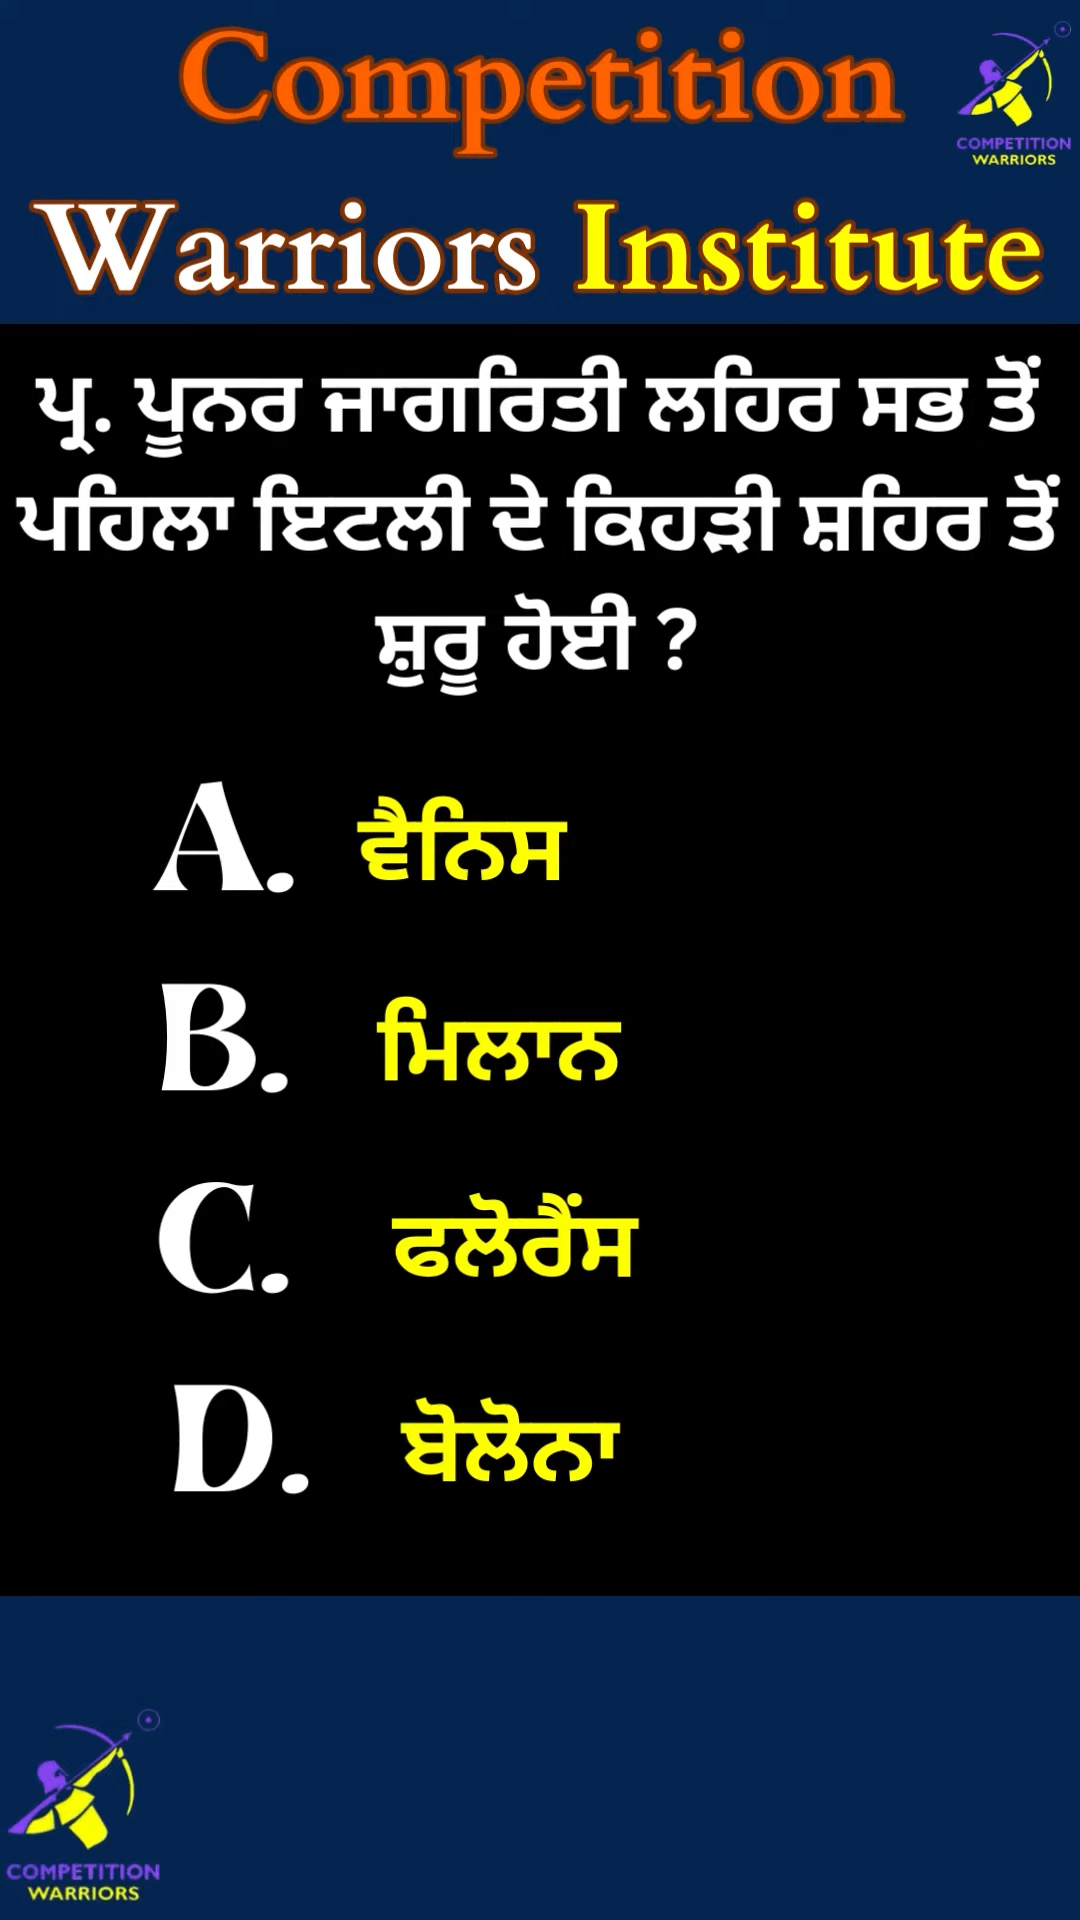 Competition
COMPETITION
WARRIORS
Warriors Institute
ਪ੍ਰ. ਪੂਨਰ ਜਾਗਰਿਤੀ ਲਹਿਰ ਸਭ ਤੋਂ
ਪਹਿਲਾ ਇਟਲੀ ਦੇ ਕਿਹੜੀ ਸ਼ਹਿਰ ਤੋਂ
ਸ਼ੁਰੂ ਹੋਈ ?
A. ਵੈਨਿਸ
B. ਮਿਲਾਨ
C. ਫਲੋਰੈਂਸ
D. ਬੋਲੋਨਾ
COMPETITION
WARRIORS